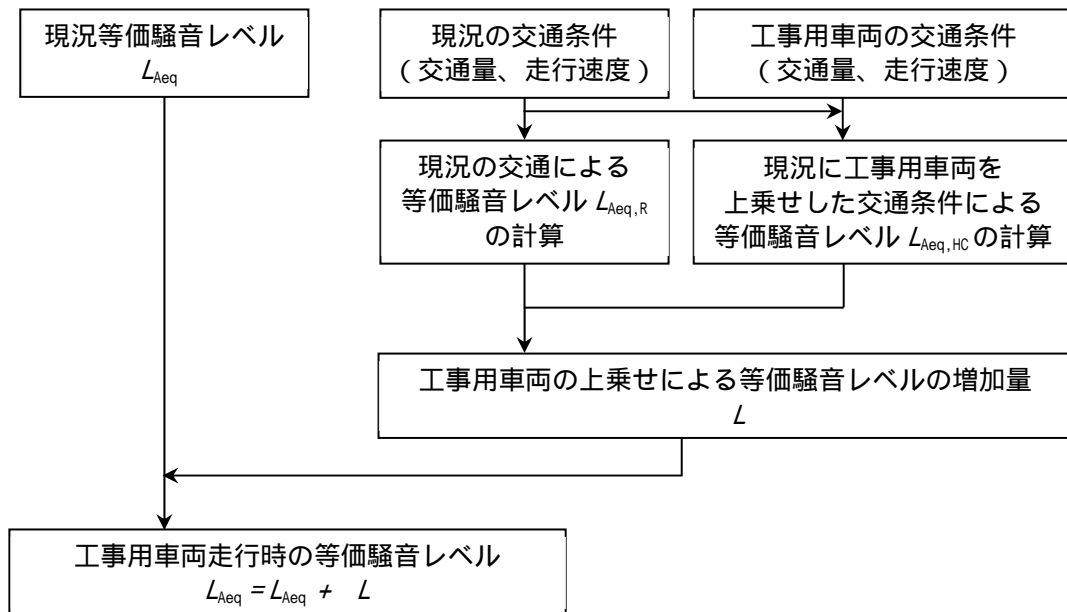 現況等価騒音レベル
LAeq
現況の交通条件
(交通量、走行速度)
工事用車両の交通条件
(交通量、走行速度)
現況の交通による
等価騒音レベル LAeq,R
の計算
現況に工事用車両を
上乗せした交通条件による
等価騒音レベル LAeq,HC の計算
工事用車両の上乗せによる等価騒音レベルの増加量
L
工事用車両走行時の等価騒音レベル
LAeq = LAeq + L